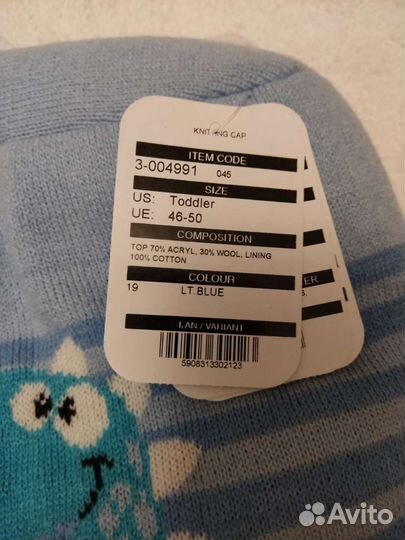 KNITTING CAP
ITEM CODE
3-004991 045
SIZE
US: Toddler
UE: 46-50
COMPOSITION
TOP 70% ACRYL, 30% WOOL, LINING
100% COTTON
COLOUR
19 LT.BLUE
EAN / VARIANT
5908313302123
Avito